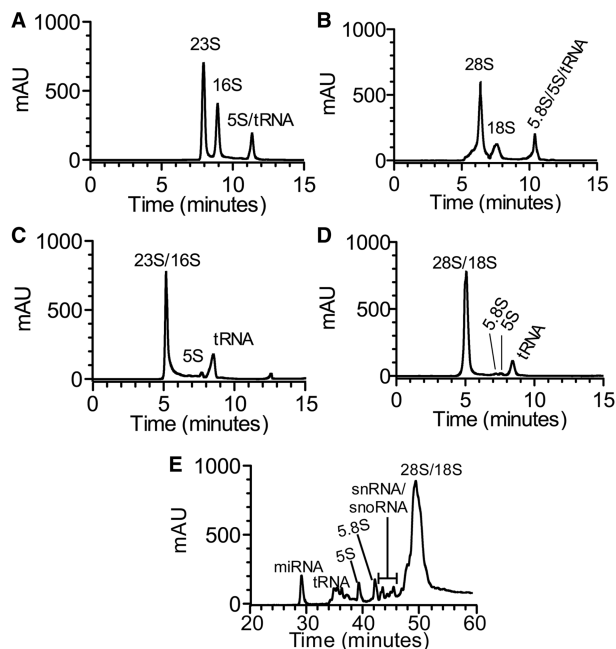 A
1000
500
0
mAU
23S
16S
5S/tRNA
0 5 10 15
Time (minutes)
B
1000
500
0
mAU
28S
18S
5.8S/5S/tRNA
0 5 10 15
Time (minutes)
C
1000
500
0
mAU
23S/16S
5S
tRNA
0 5 10 15
Time (minutes)
D
1000
500
0
mAU
28S/18S
5.8S
5S
tRNA
0 5 10 15
Time (minutes)
E
1000
500
0
mAU
miRNA
tRNA
5S
5.8S
snRNA/
snoRNA
28S/18S
20 30 40 50 60
Time (minutes)